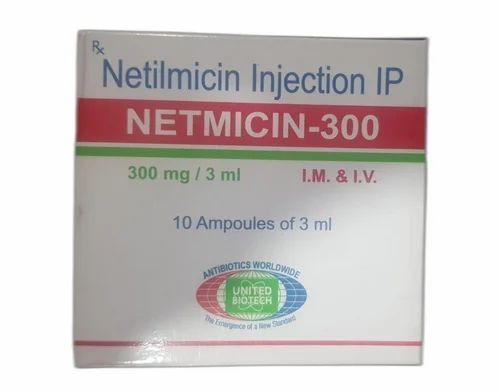 Rx
Netilmicin Injection IP
NETMICIN-300
300 mg / 3 ml I.M. & I.V.
10 Ampoules of 3 ml
ANTIBIOTICS WORLDWIDE
UNITED
BIOTECH
The Emergence of a New Standard